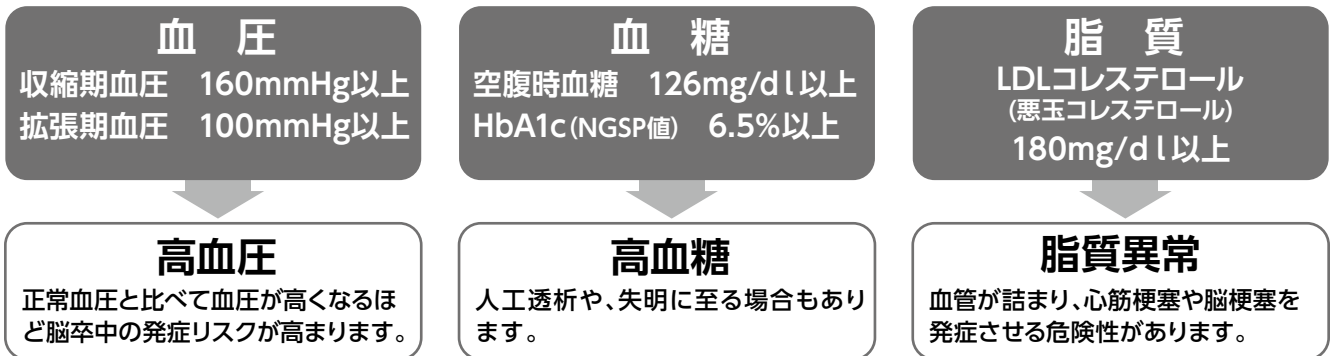 血　圧
収縮期血圧　160mmHg以上
拡張期血圧　100mmHg以上
高血圧
正常血圧と比べて血圧が高くなるほ
ど脳卒中の発症リスクが高まります。
血　糖
空腹時血糖　126mg/dl以上
HbA1c(NGSP値)　6.5%以上
高血糖
人工透析や、失明に至る場合もあり
ます。
脂　質
LDLコレステロール
(悪玉コレステロール)
180mg/dl以上
脂質異常
血管が詰まり、心筋梗塞や脳梗塞を
発症させる危険性があります。